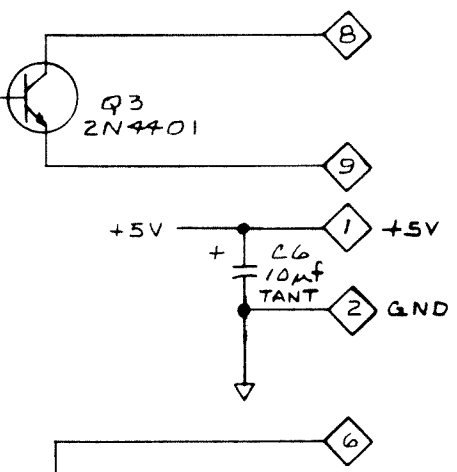 8
Q3
2N4401
9
+5V
1 +5V
+ C6
10µf
TANT
2 GND
6